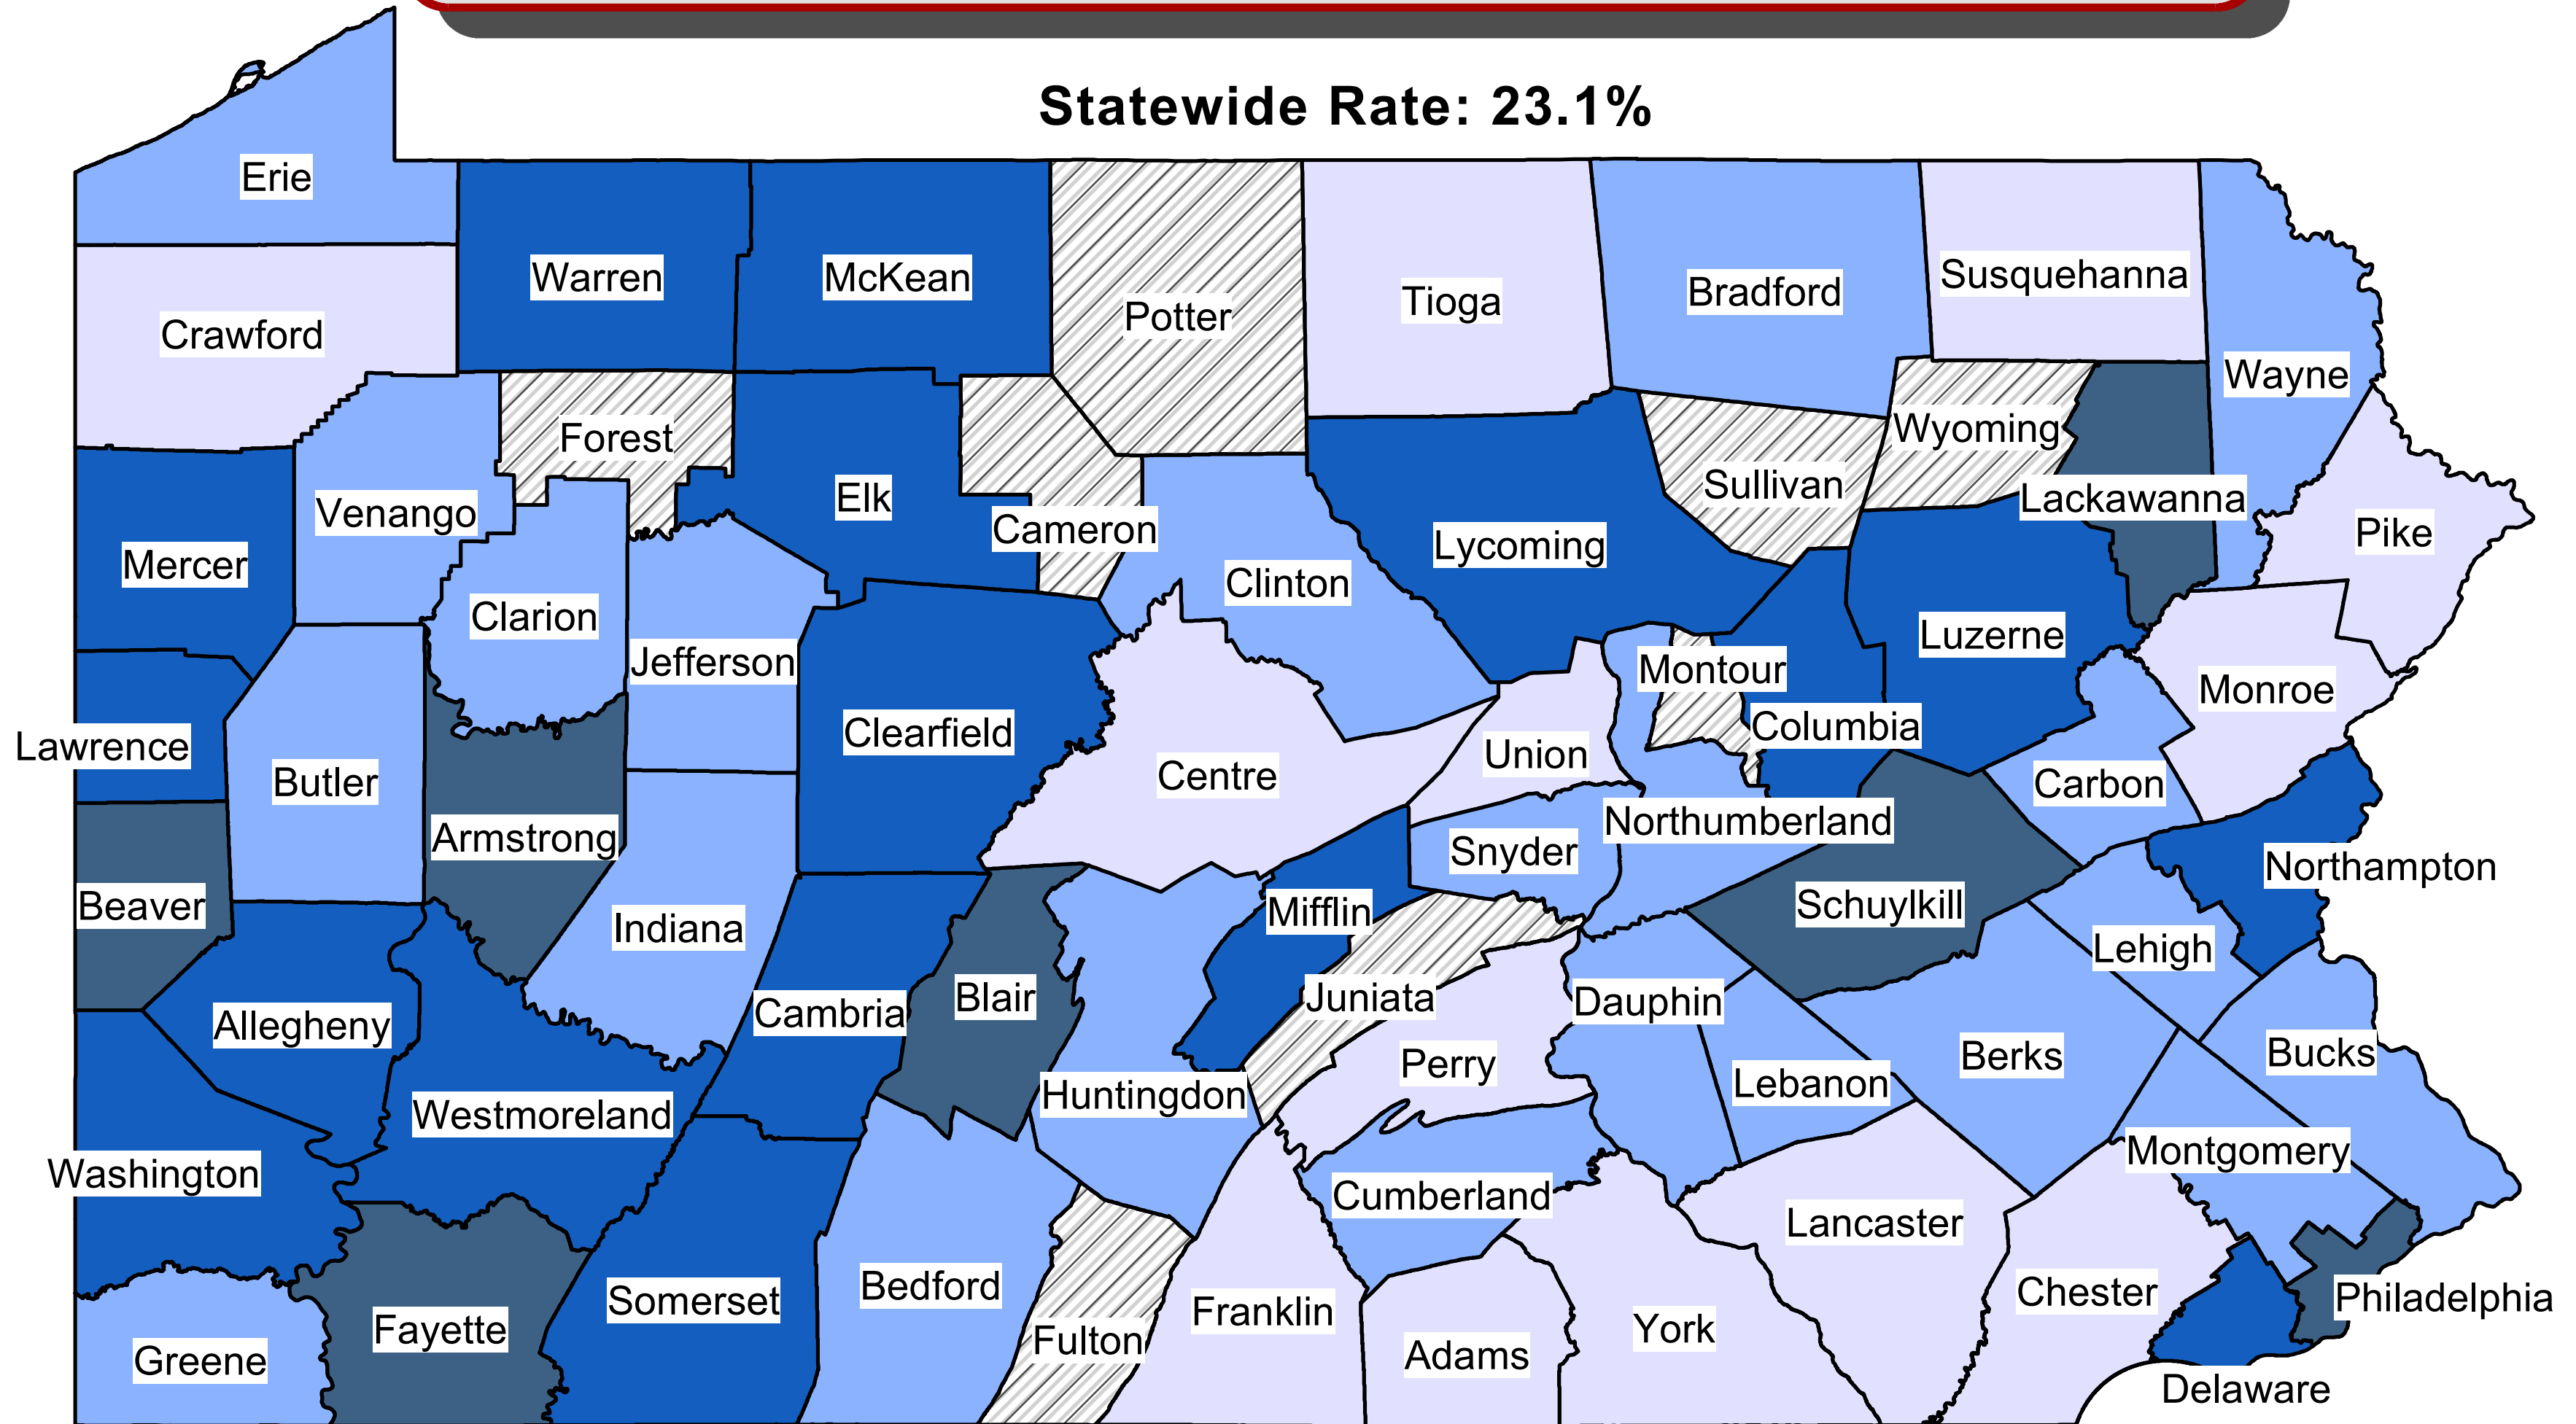 Statewide Rate: 23.1%
Erie
Warren
McKean
Potter
Tioga
Bradford
Susquehanna
Wayne
Crawford
Forest
Elk
Cameron
Sullivan
Wyoming
Lackawanna
Pike
Mercer
Venango
Clarion
Jefferson
Clinton
Lycoming
Montour
Luzerne
Monroe
Lawrence
Butler
Armstrong
Clearfield
Centre
Union
Columbia
Carbon
Beaver
Indiana
Snyder
Northumberland
Schuylkill
Northampton
Allegheny
Cambria
Blair
Mifflin
Juniata
Dauphin
Lehigh
Westmoreland
Huntingdon
Perry
Lebanon
Berks
Bucks
Washington
Cumberland
Lancaster
Montgomery
Greene
Fayette
Somerset
Bedford
Fulton
Franklin
Adams
York
Chester
Philadelphia
Delaware